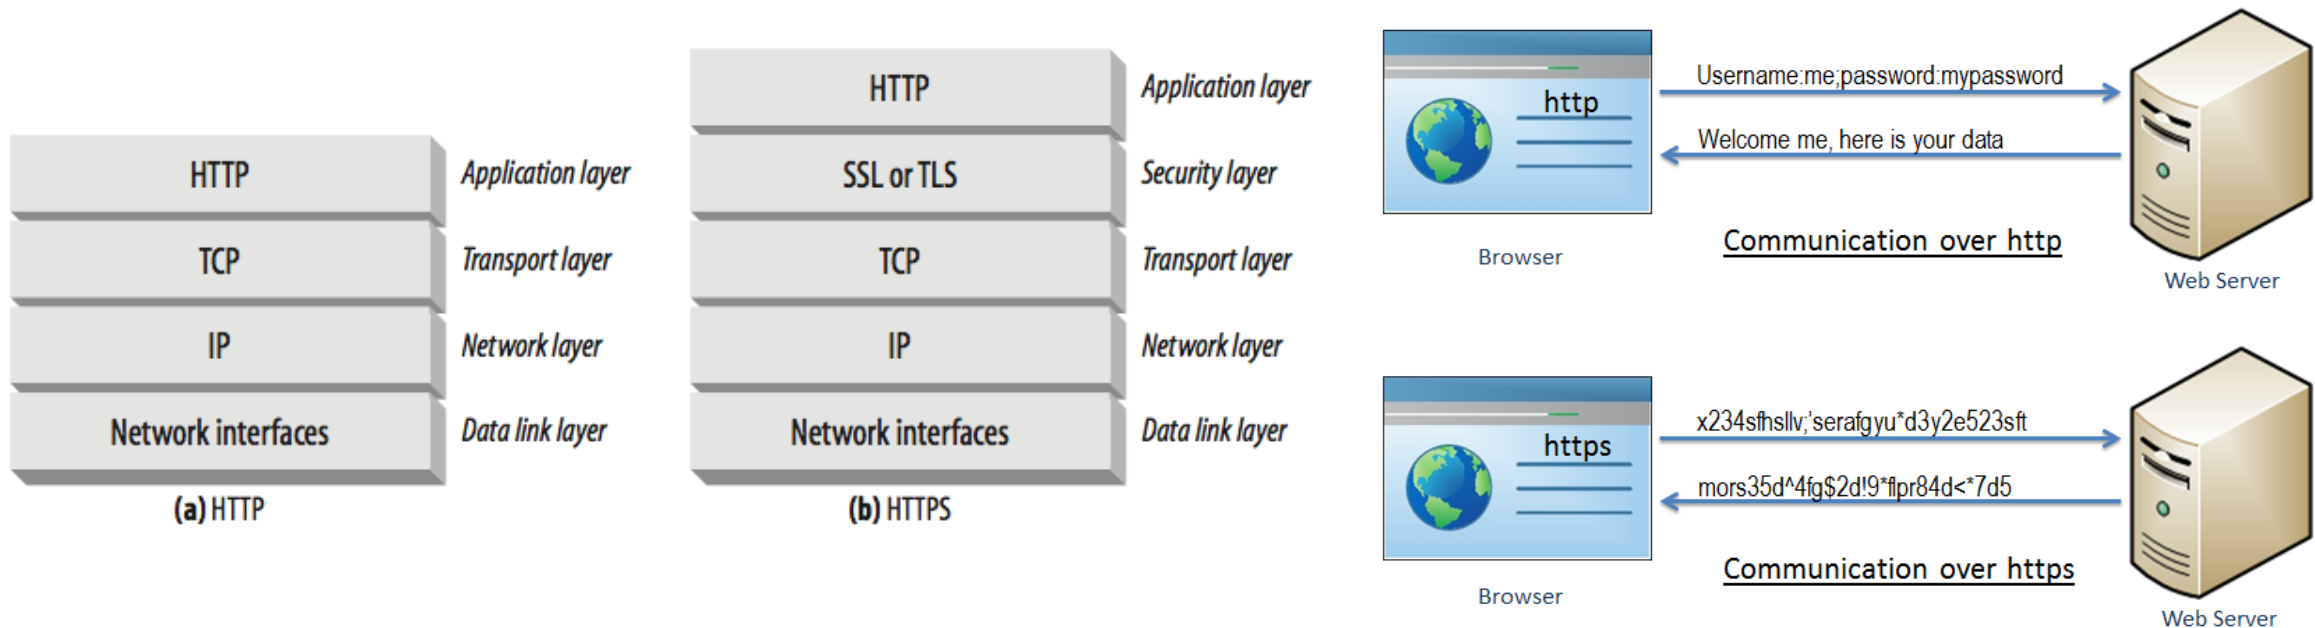 HTTP
Application layer
TCP
Transport layer
IP
Network layer
Network interfaces
Data link layer
(a) HTTP
HTTP
Application layer
SSL or TLS
Security layer
TCP
Transport layer
IP
Network layer
Network interfaces
Data link layer
(b) HTTPS
http
Username:me;password:mypassword
Welcome me, here is your data
Communication over http
Browser
Web Server
https
x234sfhsllv;'serafgyu*d3y2e523sft
mors35d^4fg$2d!9*flpr84d<*7d5
Communication over https
Browser
Web Server